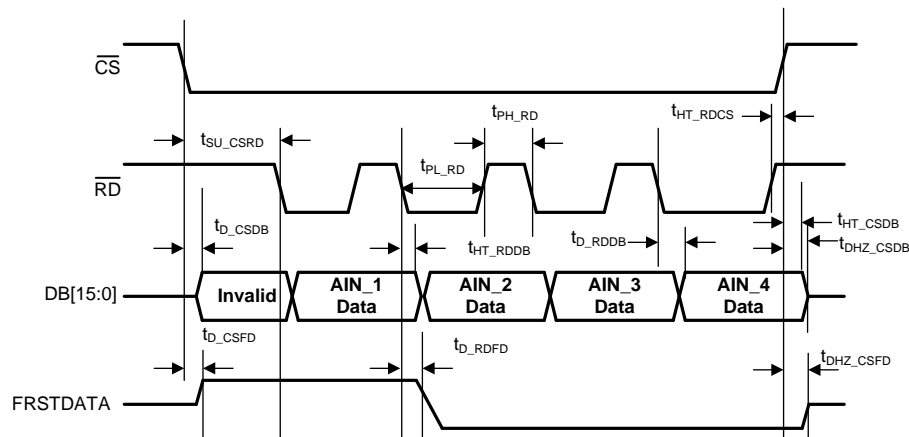 CS
tPH_RD
tHT_RDCS
tSU_CSRD
tPL_RD
RD
tD_CSDB
tHT_RDDB
tD_RDDB
tHT_CSDB
tDHZ_CSDB
DB[15:0]
Invalid
AIN_1
Data
AIN_2
Data
AIN_3
Data
AIN_4
Data
tD_CSFD
tD_RDFD
tDHZ_CSFD
FRSTDATA